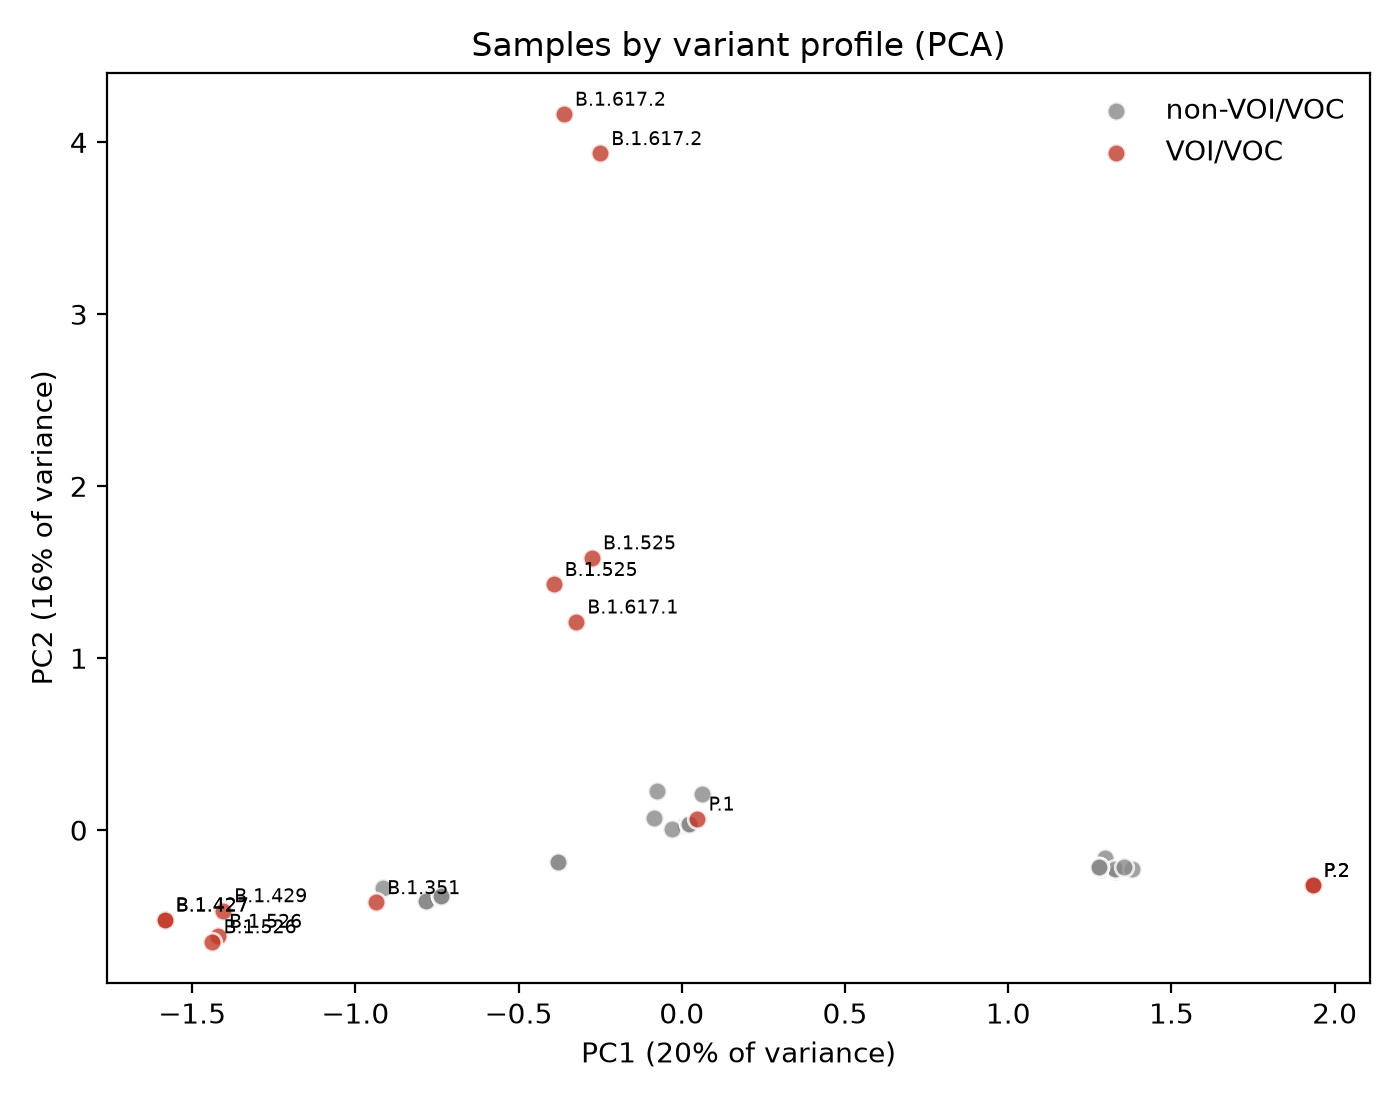 Samples by variant profile (PCA)
non-VOI/VOC
VOI/VOC
B.1.617.2
B.1.617.2
B.1.525
B.1.525
B.1.617.1
P.1
P.2
B.1.351
B.1.429
B.1.427
B.1.526
B.1.526
4
3
2
1
0
PC2 (16% of variance)
−1.5 −1.0 −0.5 0.0 0.5 1.0 1.5 2.0
PC1 (20% of variance)